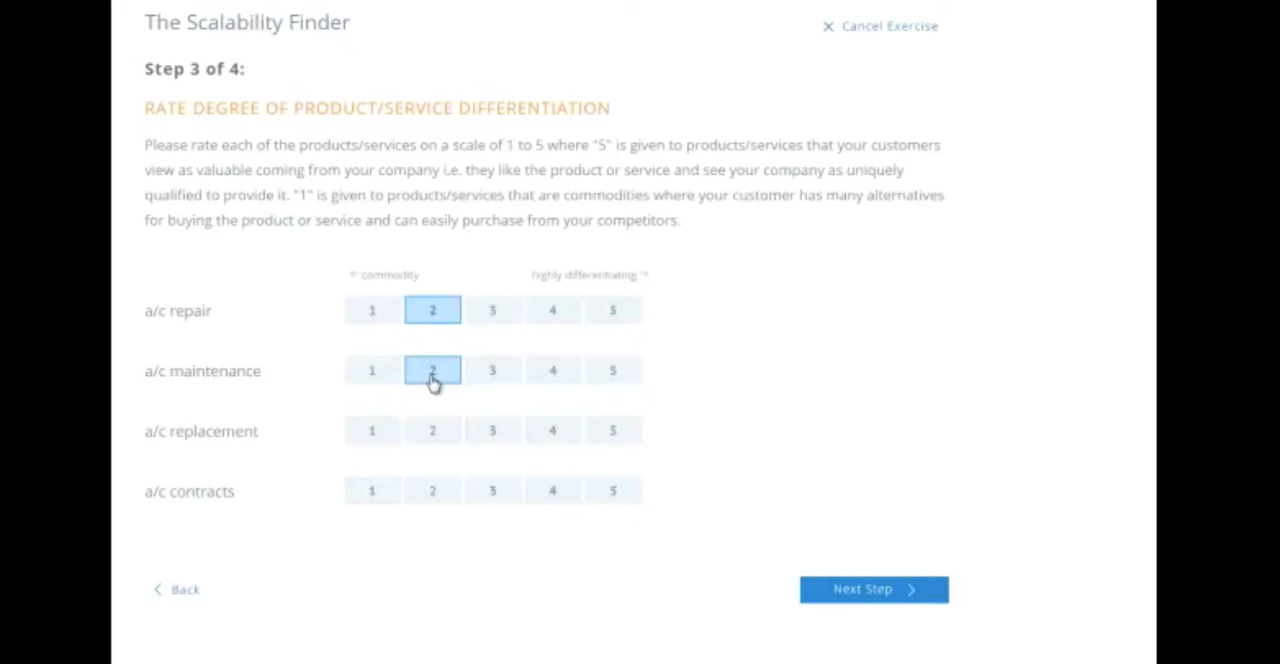 The Scalability Finder
× Cancel Exercise
Step 3 of 4:
RATE DEGREE OF PRODUCT/SERVICE DIFFERENTIATION
Please rate each of the products/services on a scale of 1 to 5 where "5" is given to products/services that your customers
view as valuable coming from your company i.e. they like the product or service and see your company as uniquely
qualified to provide it. "1" is given to products/services that are commodities where your customer has many alternatives
for buying the product or service and can easily purchase from your competitors.
← commodity highly differentiating →
a/c repair 1 2 3 4 5
a/c maintenance 1 2 3 4 5
a/c replacement 1 2 3 4 5
a/c contracts 1 2 3 4 5
< Back
Next Step >